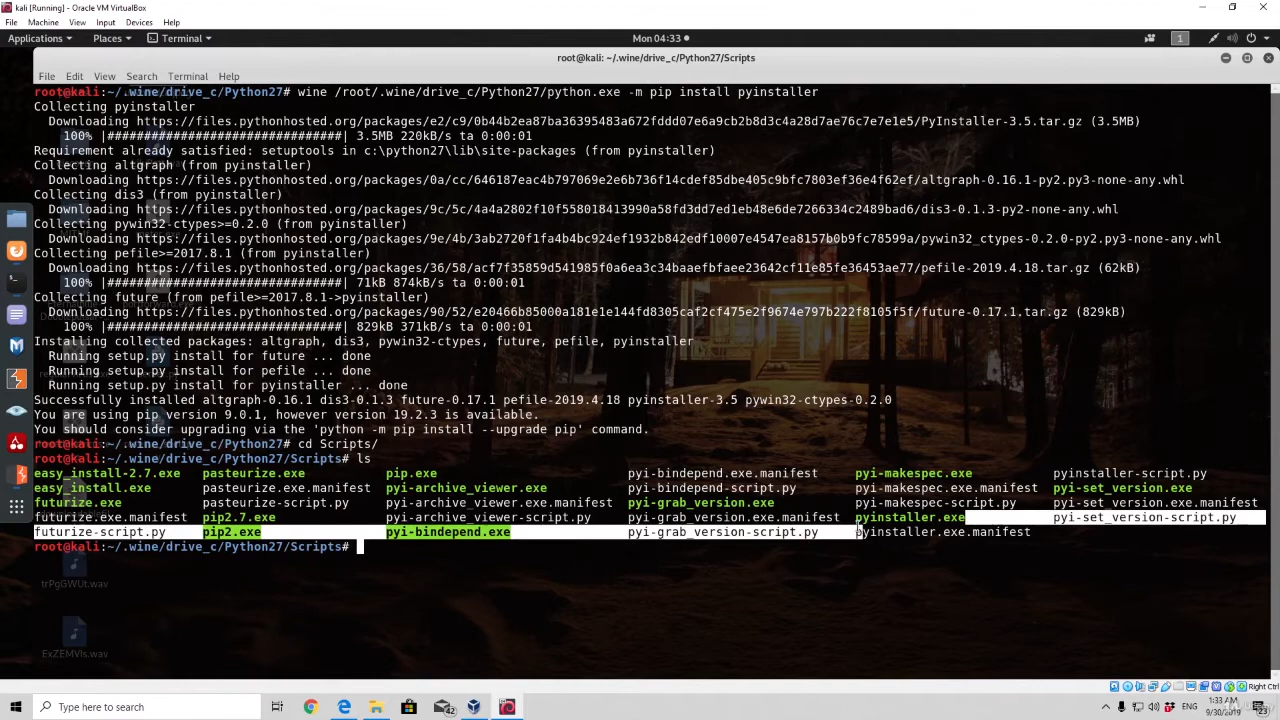 kali [Running] - Oracle VM VirtualBox
File Machine View Input Devices Help
Applications Places Terminal Mon 04:33 1
root@kali: ~/.wine/drive_c/Python27/Scripts
File Edit View Search Terminal Help
root@kali:~/.wine/drive_c/Python27# wine /root/.wine/drive_c/Python27/python.exe -m pip install pyinstaller
Collecting pyinstaller
Downloading https://files.pythonhosted.org/packages/e2/c9/0b44b2ea87ba36395483a672fddd07e6a9cb2b8d3c4a28d7ae76c7e7e1e5/PyInstaller-3.5.tar.gz (3.5MB)
100% |################################| 3.5MB 220kB/s ta 0:00:01
Requirement already satisfied: setuptools in c:\python27\lib\site-packages (from pyinstaller)
Collecting altgraph (from pyinstaller)
Downloading https://files.pythonhosted.org/packages/0a/cc/646187eac4b797069e2e6b736f14cdef85dbe405c9bfc7803ef36e4f62ef/altgraph-0.16.1-py2.py3-none-any.whl
Collecting dis3 (from pyinstaller)
Downloading https://files.pythonhosted.org/packages/9c/5c/4a4a2802f10f558018413990a58fd3dd7ed1eb48e6de7266334c2489bad6/dis3-0.1.3-py2-none-any.whl
Collecting pywin32-ctypes>=0.2.0 (from pyinstaller)
Downloading https://files.pythonhosted.org/packages/9e/4b/3ab2720f1fa4b4bc924ef1932b842edf10007e4547ea8157b0b9fc78599a/pywin32_ctypes-0.2.0-py2.py3-none-any.whl
Collecting pefile>=2017.8.1 (from pyinstaller)
Downloading https://files.pythonhosted.org/packages/36/58/acf7f35859d541985f0a6ea3c34baaefbfaee23642cf11e85fe36453ae77/pefile-2019.4.18.tar.gz (62kB)
100% |################################| 71kB 874kB/s ta 0:00:01
Collecting future (from pefile>=2017.8.1->pyinstaller)
Downloading https://files.pythonhosted.org/packages/90/52/e20466b85000a181e1e144fd8305caf2cf475e2f9674e797b222f8105f5f/future-0.17.1.tar.gz (829kB)
100% |################################| 829kB 371kB/s ta 0:00:01
Installing collected packages: altgraph, dis3, pywin32-ctypes, future, pefile, pyinstaller
Running setup.py install for future ... done
Running setup.py install for pefile ... done
Running setup.py install for pyinstaller ... done
Successfully installed altgraph-0.16.1 dis3-0.1.3 future-0.17.1 pefile-2019.4.18 pyinstaller-3.5 pywin32-ctypes-0.2.0
You are using pip version 9.0.1, however version 19.2.3 is available.
You should consider upgrading via the 'python -m pip install --upgrade pip' command.
root@kali:~/.wine/drive_c/Python27# cd Scripts/
root@kali:~/.wine/drive_c/Python27/Scripts# ls
easy_install-2.7.exe pasteurize.exe pip.exe pyi-bindepend.exe.manifest pyi-makespec.exe pyinstaller-script.py
easy_install.exe pasteurize.exe.manifest pyi-archive_viewer.exe pyi-bindepend-script.py pyi-makespec.exe.manifest pyi-set_version.exe
futurize.exe pasteurize-script.py pyi-archive_viewer.exe.manifest pyi-grab_version.exe pyi-makespec-script.py pyi-set_version.exe.manifest
futurize.exe.manifest pip2.7.exe pyi-archive_viewer-script.py pyi-grab_version.exe.manifest pyinstaller.exe pyi-set_version-script.py
futurize-script.py pip2.exe pyi-bindepend.exe pyi-grab_version-script.py pyinstaller.exe.manifest
root@kali:~/.wine/drive_c/Python27/Scripts#
trPgGWUt.wav
ExZEMVIs.wav
Right Ctrl
Type here to search
42
ENG
1:33 AM
9/30/2019
23